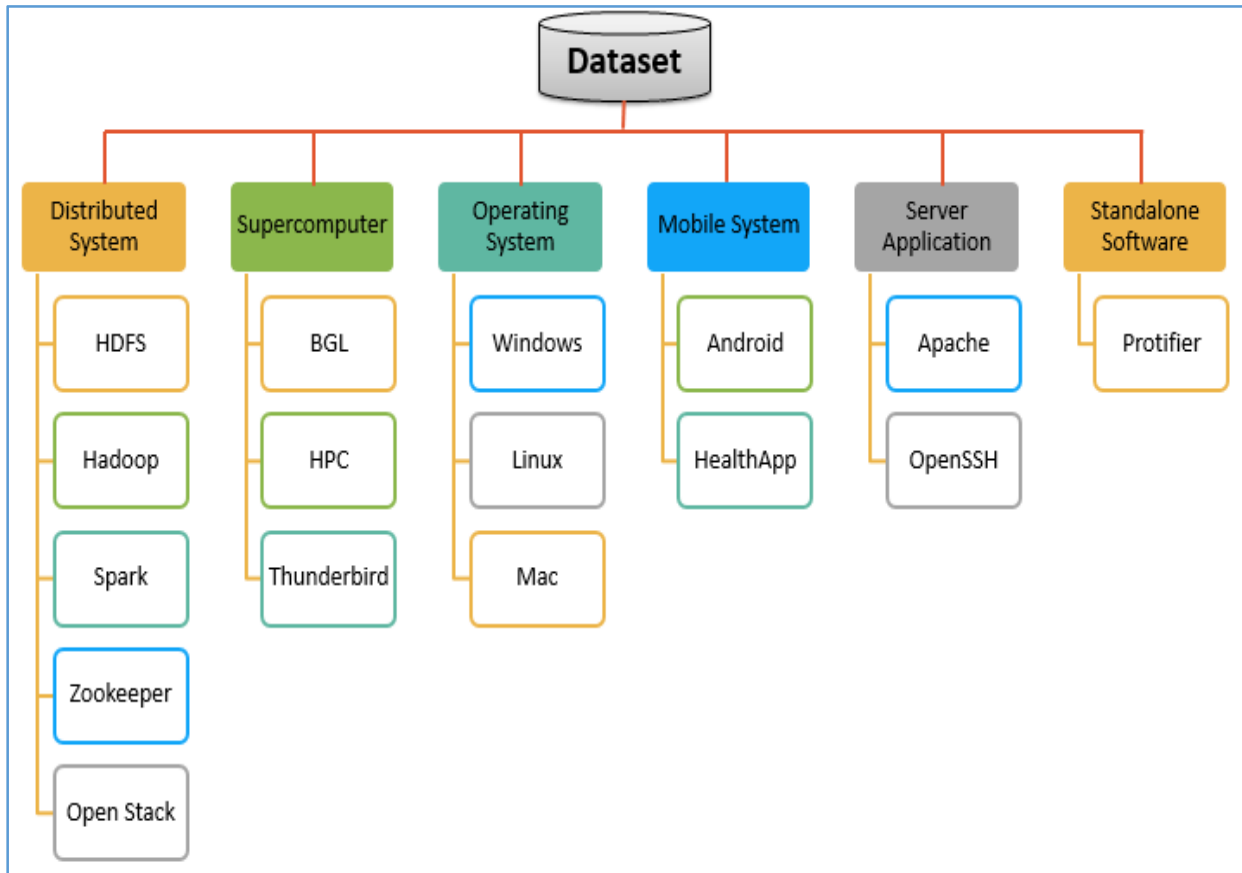 Dataset
Distributed
System
Supercomputer
Operating
System
Mobile System
Server
Application
Standalone
Software
HDFS
BGL
Windows
Android
Apache
Protifier
Hadoop
HPC
Linux
HealthApp
OpenSSH
Spark
Thunderbird
Mac
Zookeeper
Open Stack